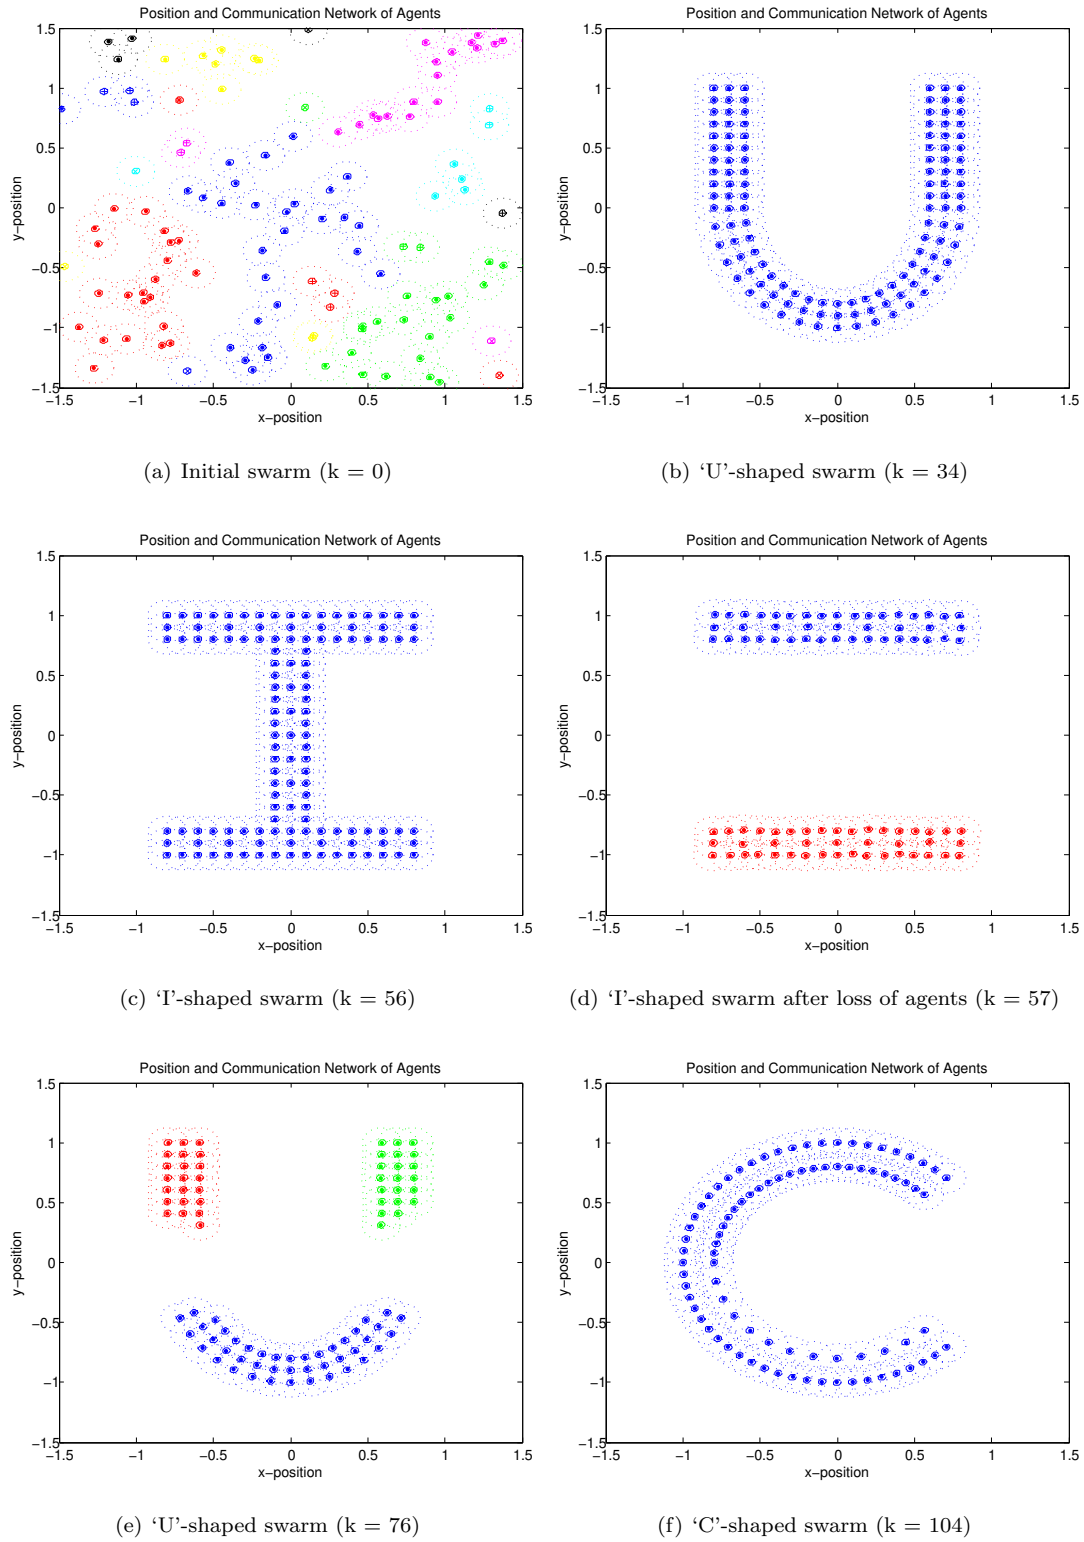 Position and Communication Network of Agents
1.5
1
0.5
0
−0.5
−1
−1.5
y−position
−1.5 −1 −0.5 0 0.5 1 1.5
x−position
(a) Initial swarm (k = 0)
Position and Communication Network of Agents
1.5
1
0.5
0
−0.5
−1
−1.5
y−position
−1.5 −1 −0.5 0 0.5 1 1.5
x−position
(b) ‘U’-shaped swarm (k = 34)
Position and Communication Network of Agents
1.5
1
0.5
0
−0.5
−1
−1.5
y−position
−1.5 −1 −0.5 0 0.5 1 1.5
x−position
(c) ‘I’-shaped swarm (k = 56)
Position and Communication Network of Agents
1.5
1
0.5
0
−0.5
−1
−1.5
y−position
−1.5 −1 −0.5 0 0.5 1 1.5
x−position
(d) ‘I’-shaped swarm after loss of agents (k = 57)
Position and Communication Network of Agents
1.5
1
0.5
0
−0.5
−1
−1.5
y−position
−1.5 −1 −0.5 0 0.5 1 1.5
x−position
(e) ‘U’-shaped swarm (k = 76)
Position and Communication Network of Agents
1.5
1
0.5
0
−0.5
−1
−1.5
y−position
−1.5 −1 −0.5 0 0.5 1 1.5
x−position
(f) ‘C’-shaped swarm (k = 104)